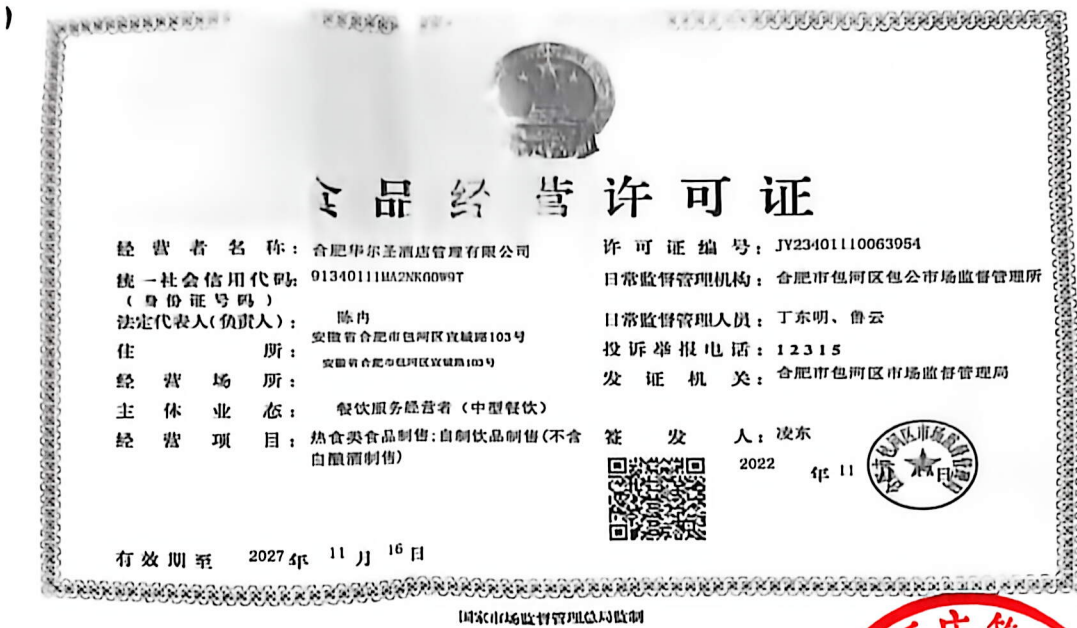 食品经营许可证
经营者名称：合肥华尔圣酒店管理有限公司
统一社会信用代码：91340111MA2NK00W9T
（身份证号码）
法定代表人(负责人)：陈冉
住所：安徽省合肥市包河区宣城路103号
经营场所：安徽省合肥市包河区宣城路103号
主体业态：餐饮服务经营者（中型餐饮）
经营项目：热食类食品制售;自制饮品制售(不含
自酿酒制售)
有效期至 2027年 11月 16日
许可证编号：JY23401110063954
日常监督管理机构：合肥市包河区包公市场监督管理所
日常监督管理人员：丁东明、鲁云
投诉举报电话：12315
发证机关：合肥市包河区市场监督管理局
签发人：凌东
2022 年 11 日
国家市场监督管理总局监制